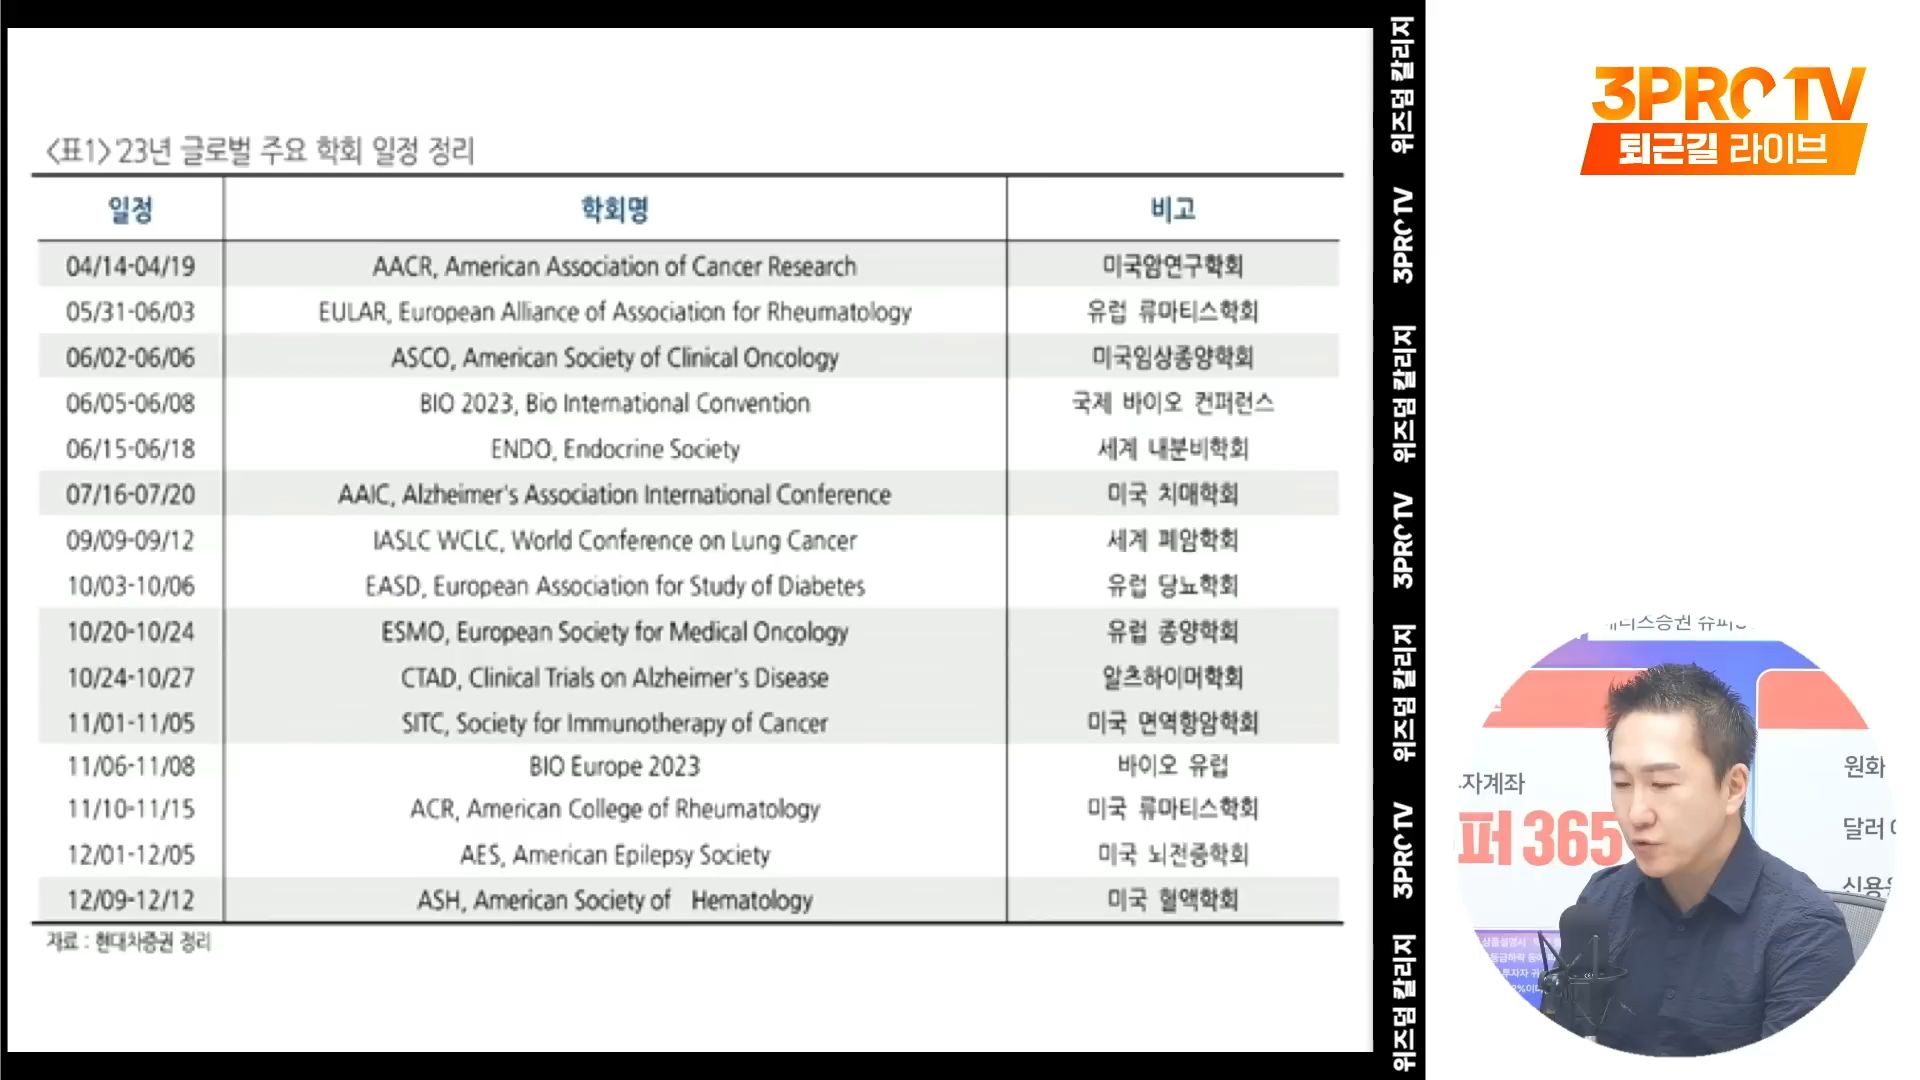 <표1> '23년 글로벌 주요 학회 일정 정리
일정 학회명 비고
04/14-04/19 AACR, American Association of Cancer Research 미국암연구학회
05/31-06/03 EULAR, European Alliance of Association for Rheumatology 유럽 류마티스학회
06/02-06/06 ASCO, American Society of Clinical Oncology 미국임상종양학회
06/05-06/08 BIO 2023, Bio International Convention 국제 바이오 컨퍼런스
06/15-06/18 ENDO, Endocrine Society 세계 내분비학회
07/16-07/20 AAIC, Alzheimer's Association International Conference 미국 치매학회
09/09-09/12 IASLC WCLC, World Conference on Lung Cancer 세계 폐암학회
10/03-10/06 EASD, European Association for Study of Diabetes 유럽 당뇨학회
10/20-10/24 ESMO, European Society for Medical Oncology 유럽 종양학회
10/24-10/27 CTAD, Clinical Trials on Alzheimer's Disease 알츠하이머학회
11/01-11/05 SITC, Society for Immunotherapy of Cancer 미국 면역항암학회
11/06-11/08 BIO Europe 2023 바이오 유럽
11/10-11/15 ACR, American College of Rheumatology 미국 류마티스학회
12/01-12/05 AES, American Epilepsy Society 미국 뇌전증학회
12/09-12/12 ASH, American Society of Hematology 미국 혈액학회
자료 : 현대차증권 정리
위즈덤 칼리지
3PRO TV
위즈덤 칼리지
3PRO TV
위즈덤 칼리지
3PRO TV
위즈덤 칼리지
3PRO TV
퇴근길 라이브
자계좌
퍼 365
원화
달러
신용
상품설명서